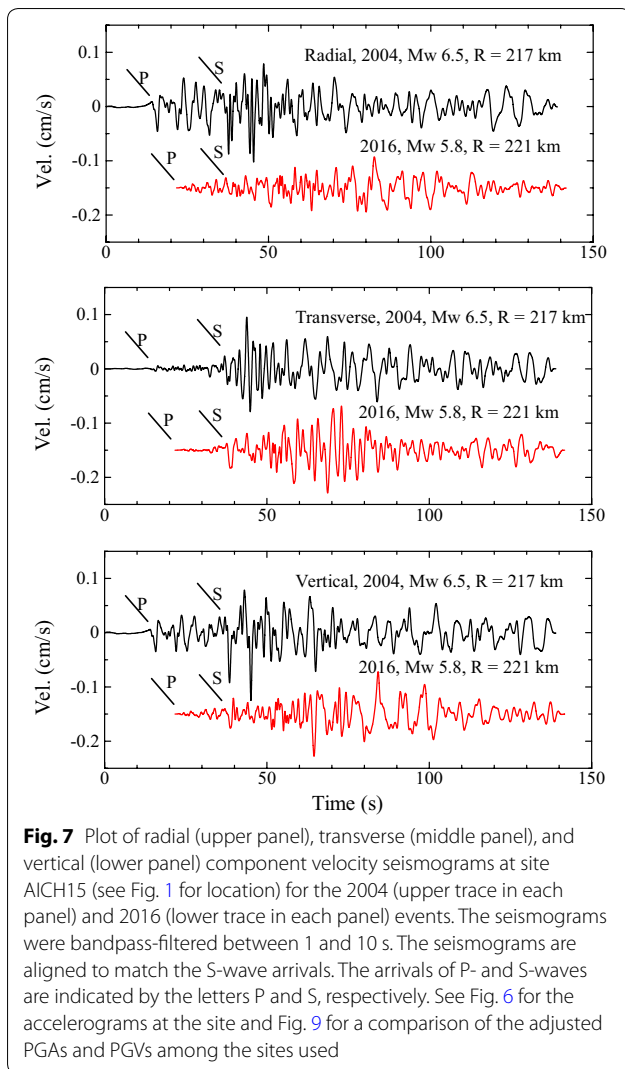 0.1
0
-0.1
-0.2
Vel. (cm/s)
P
S
Radial, 2004, Mw 6.5, R = 217 km
P
S
2016, Mw 5.8, R = 221 km
0 50 100 150
0.1
0
-0.1
-0.2
Vel. (cm/s)
P
S
Transverse, 2004, Mw 6.5, R = 217 km
P
S
2016, Mw 5.8, R = 221 km
0 50 100 150
0.1
0
-0.1
-0.2
Vel. (cm/s)
P
S
Vertical, 2004, Mw 6.5, R = 217 km
P
S
2016, Mw 5.8, R = 221 km
0 50 100 150
Time (s)
Fig. 7 Plot of radial (upper panel), transverse (middle panel), and
vertical (lower panel) component velocity seismograms at site
AICH15 (see Fig. 1 for location) for the 2004 (upper trace in each
panel) and 2016 (lower trace in each panel) events. The seismograms
were bandpass-filtered between 1 and 10 s. The seismograms are
aligned to match the S-wave arrivals. The arrivals of P- and S-waves
are indicated by the letters P and S, respectively. See Fig. 6 for the
accelerograms at the site and Fig. 9 for a comparison of the adjusted
PGAs and PGVs among the sites used